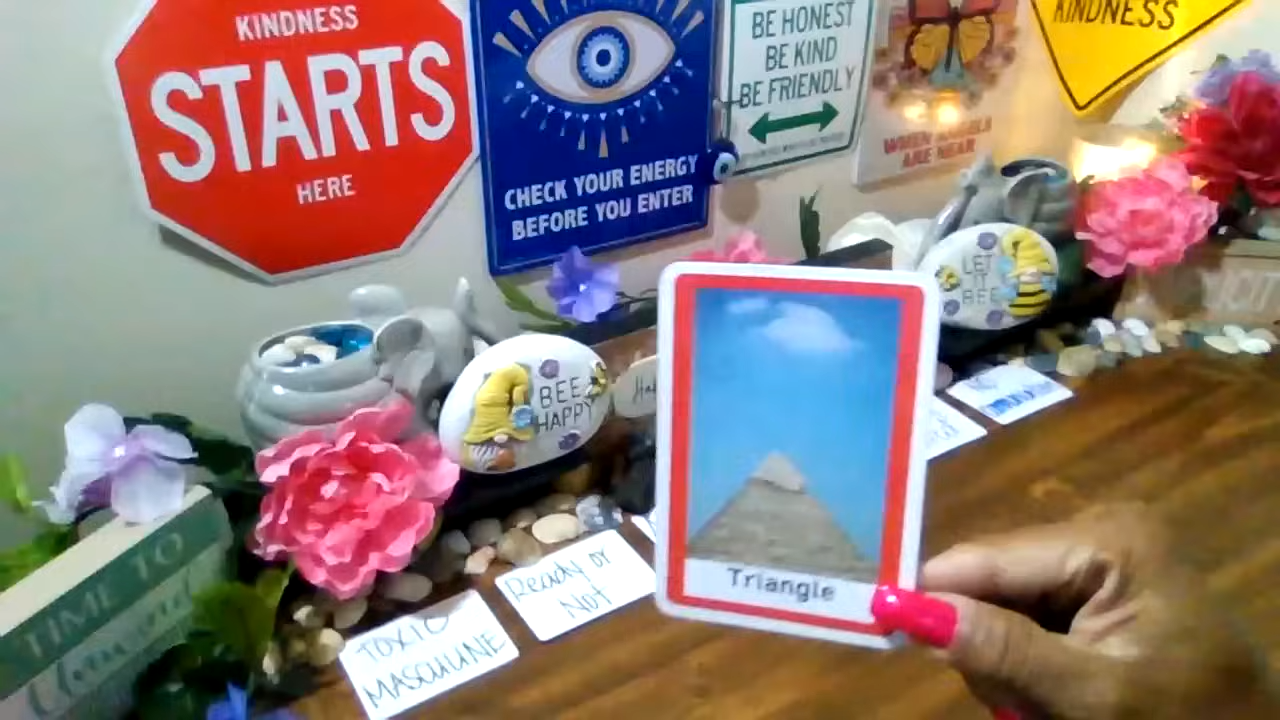 KINDNESS
STARTS
HERE
CHECK YOUR ENERGY
BEFORE YOU ENTER
BE HONEST
BE KIND
BE FRIENDLY
WHEN ANGELS
ARE NEAR
KINDNESS
LET
IT
BEE
BEE
HAPPY
TIME TO
Ready or
Not
TOXIC
MASCULINE
Triangle